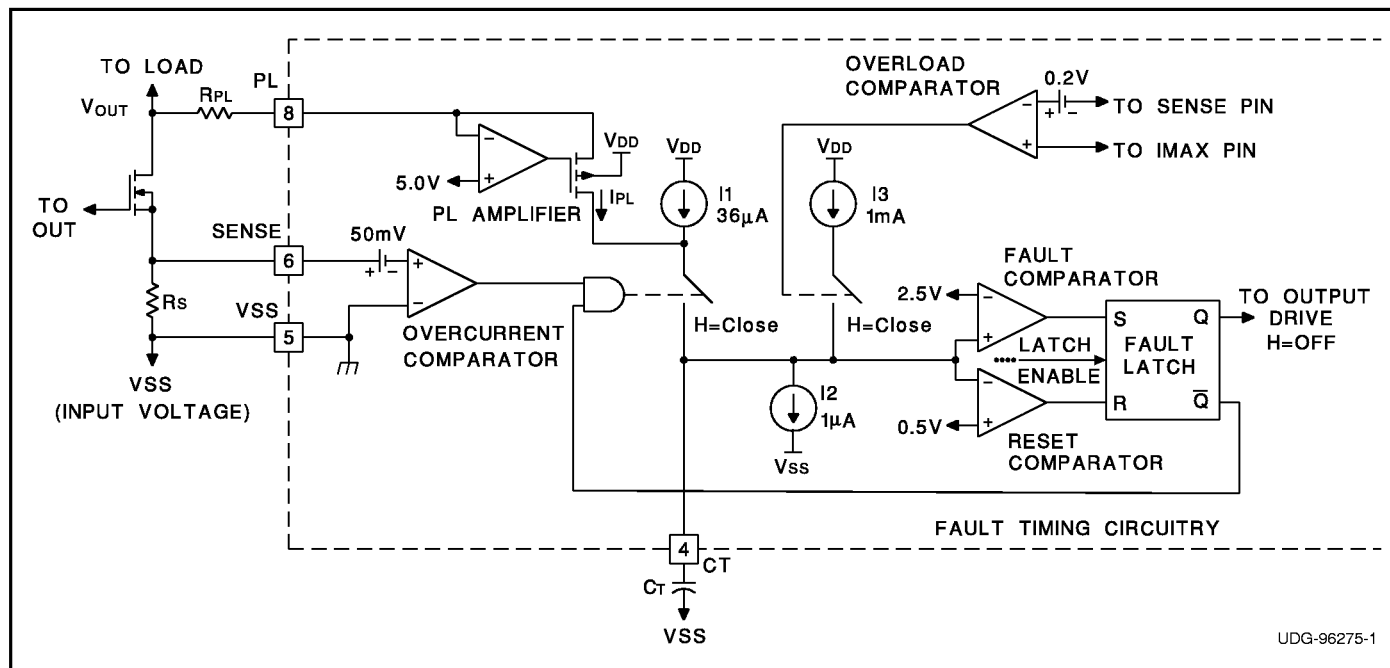 TO LOAD
VOUT
RPL
PL
8
VDD
5.0V
PL AMPLIFIER
IPL
VDD
I1
36µA
OVERLOAD
COMPARATOR
0.2V
+ -
TO SENSE PIN
TO IMAX PIN
-
+
VDD
I3
1mA
-
+
TO
OUT
SENSE
6
50mV
+ -
+
-
RS
VSS
5
OVERCURRENT
COMPARATOR
VSS
(INPUT VOLTAGE)
H=Close
H=Close
FAULT
COMPARATOR
2.5V
-
+
LATCH
ENABLE
S
Q
FAULT
LATCH
R
Q
TO OUTPUT
DRIVE
H=OFF
I2
1µA
VSS
0.5V
-
+
RESET
COMPARATOR
FAULT TIMING CIRCUITRY
4
CT
CT
VSS
UDG-96275-1